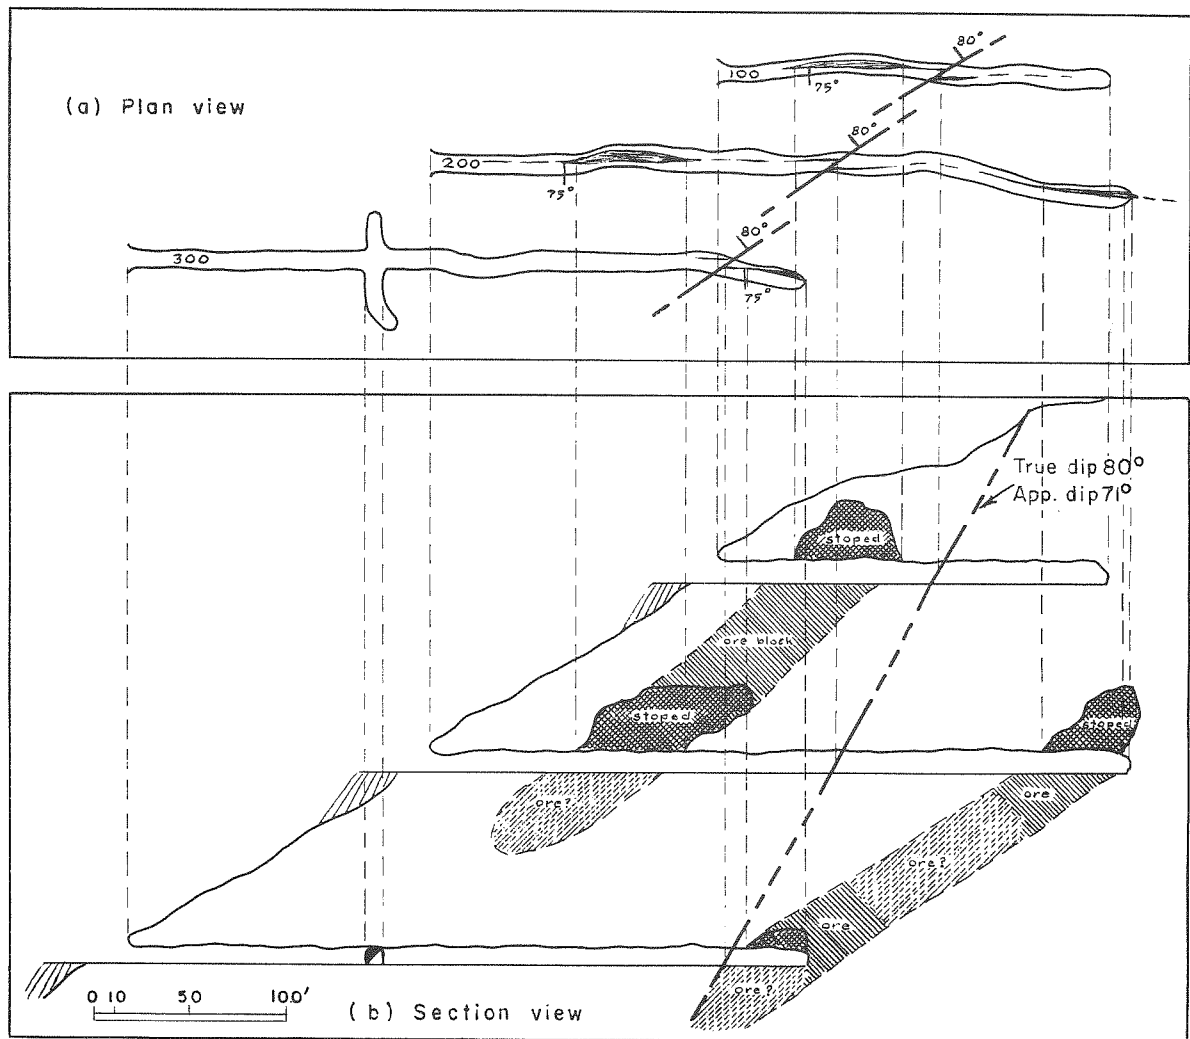 80°
100
75°
(a) Plan view
80°
200
75°
80°
300
75°
True dip 80°
App. dip 71°
stoped
ore block
stoped
stoped
ore?
ore
ore?
ore
ore?
0 10 50 100'
(b) Section view